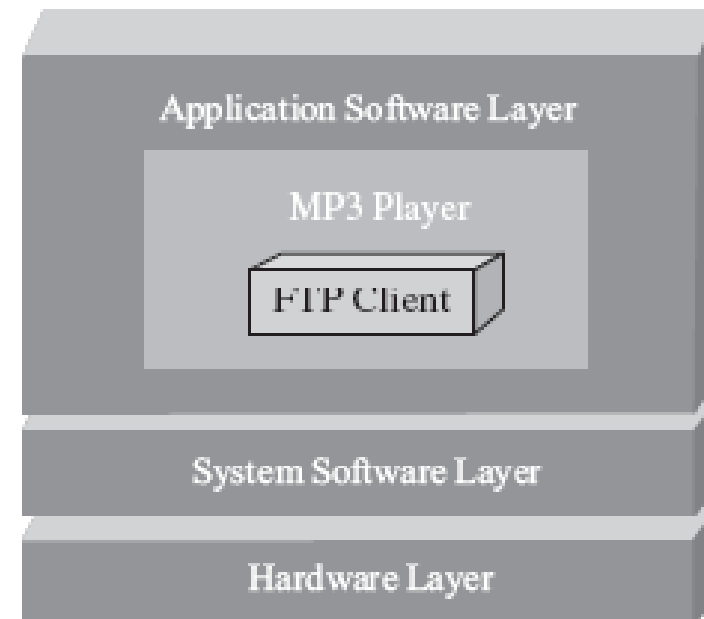 Application Software Layer
MP3 Player
FTP Client
System Software Layer
Hardware Layer